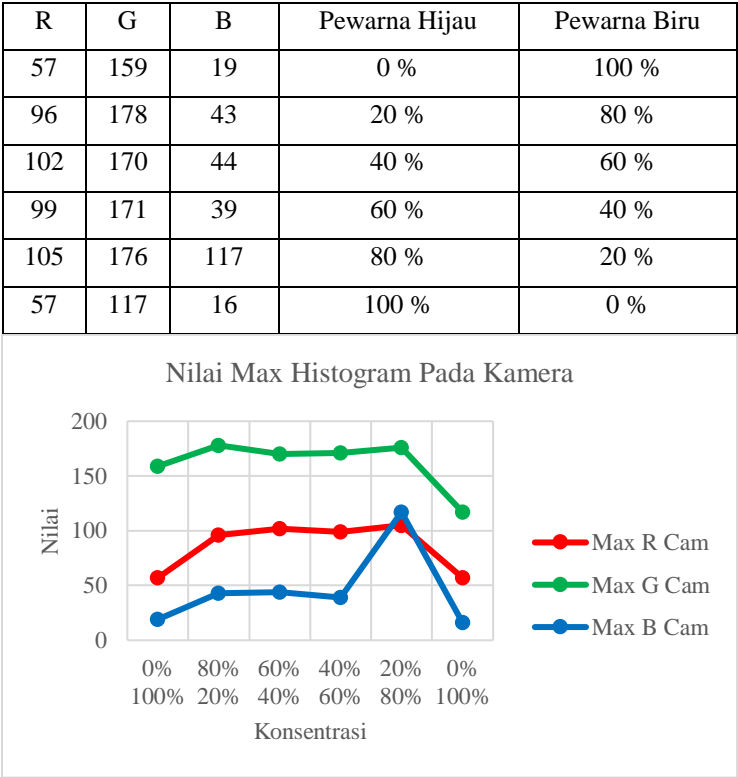 R G B Pewarna Hijau Pewarna Biru
57 159 19 0 % 100 %
96 178 43 20 % 80 %
102 170 44 40 % 60 %
99 171 39 60 % 40 %
105 176 117 80 % 20 %
57 117 16 100 % 0 %
Nilai Max Histogram Pada Kamera
200
150
100
50
0
Nilai
0% 80% 60% 40% 20% 0%
100% 20% 40% 60% 80% 100%
Konsentrasi
Max R Cam
Max G Cam
Max B Cam